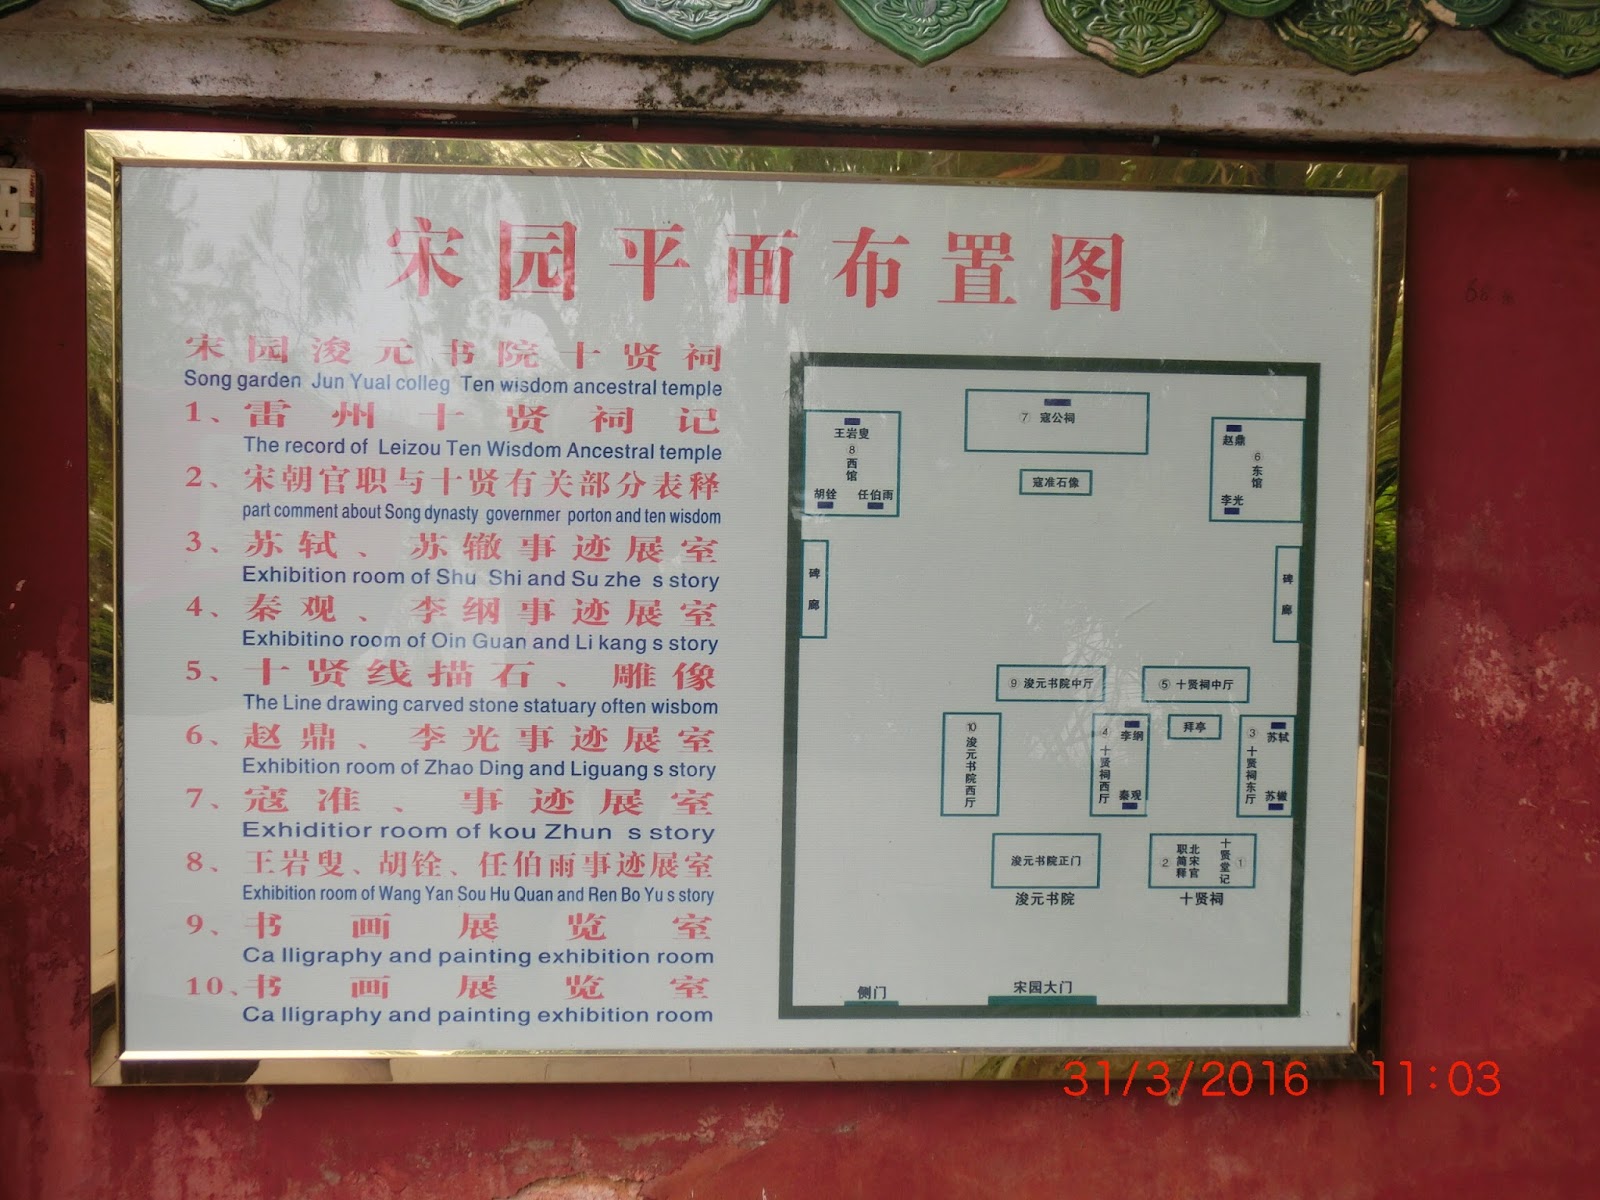 宋园平面布置图
宋园浚元书院十贤祠
Song garden Jun Yual colleg Ten wisdom ancestral temple
1、雷州十贤祠记
The record of Leizou Ten Wisdom Ancestral temple
2、宋朝官职与十贤有关部分表释
part comment about Song dynasty governmer porton and ten wisdom
3、苏轼、苏辙事迹展室
Exhibition room of Shu Shi and Su zhe s story
4、秦观、李纲事迹展室
Exhibitino room of Oin Guan and Li kang s story
5、十贤线描石、雕像
The Line drawing carved stone statuary often wisbom
6、赵鼎、李光事迹展室
Exhibition room of Zhao Ding and Liguang s story
7、寇准、事迹展室
Exhiditior room of kou Zhun s story
8、王岩叟、胡铨、任伯雨事迹展室
Exhibition room of Wang Yan Sou Hu Quan and Ren Bo Yu s story
9、书画展览室
Ca lligraphy and painting exhibition room
10、书画展览室
Ca lligraphy and painting exhibition room
⑦ 寇公祠
寇准石像
王岩叟
⑧西馆
胡铨 任伯雨
赵鼎
⑥东馆
李光
碑廊
碑廊
⑨浚元书院中厅
⑤十贤祠中厅
⑩浚元书院西厅
李纲
④十贤祠西厅
秦观
拜亭
苏轼
③十贤祠东厅
苏辙
浚元书院正门
浚元书院
②北宋官职简释
十贤堂记①
十贤祠
侧门
宋园大门
31/3/2016 11:03